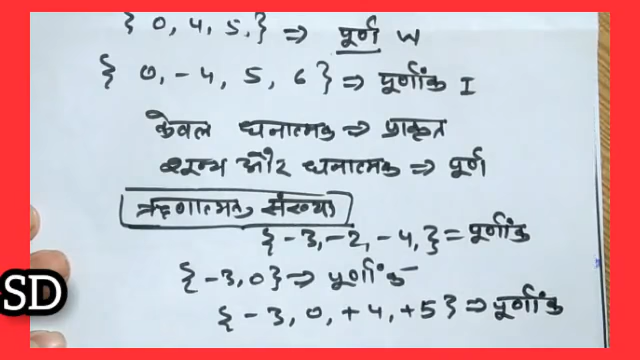 { 0, 4, 5, } ⇒ पूर्ण W
{ 0, -4, 5, 6 } ⇒ पूर्णांक I
केवल धनात्मक ⇒ प्राकृत
शून्य और धनात्मक ⇒ पूर्ण
ऋणात्मक संख्या
{ -3, -2, -4, } = पूर्णांक
{ -3, 0 } ⇒ पूर्णांक
{ -3, 0, +4, +5 } ⇒ पूर्णांक
SD